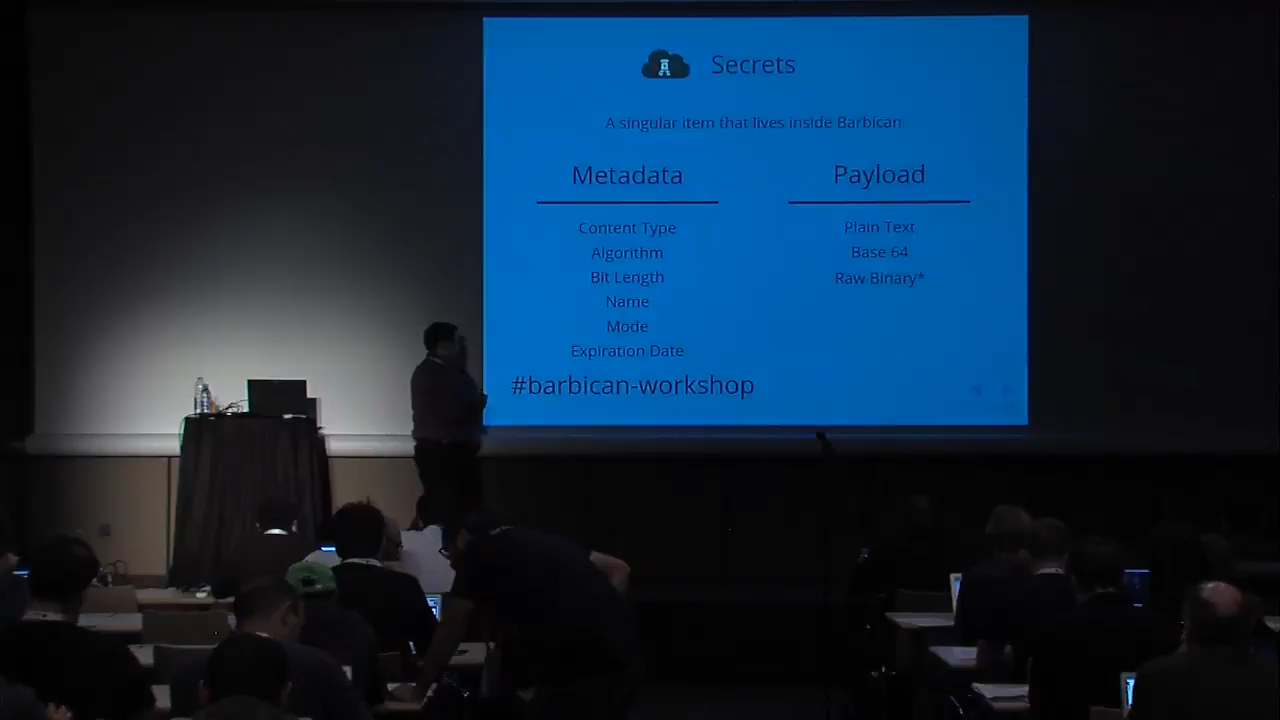 Secrets
A singular item that lives inside Barbican
Metadata
Content Type
Algorithm
Bit Length
Name
Mode
Expiration Date
Payload
Plain Text
Base 64
Raw Binary*
#barbican-workshop